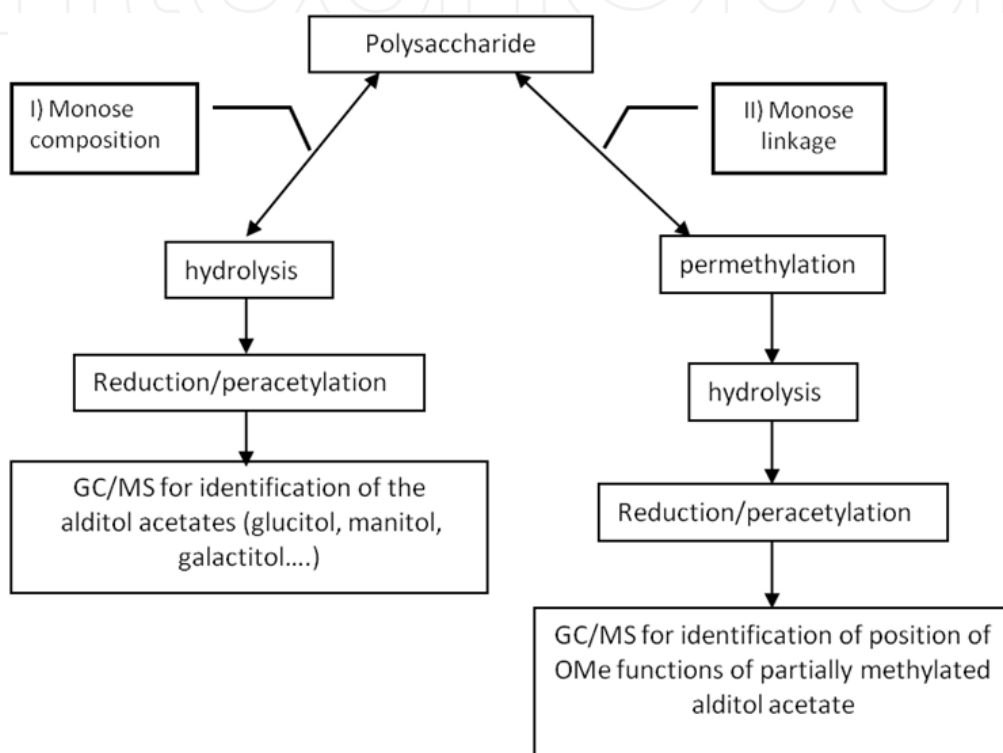 Polysaccharide
I) Monose
composition
II) Monose
linkage
hydrolysis
permethylation
Reduction/peracetylation
hydrolysis
GC/MS for identification of the
alditol acetates (glucitol, manitol,
galactitol....)
Reduction/peracetylation
GC/MS for identification of position of
OMe functions of partially methylated
alditol acetate